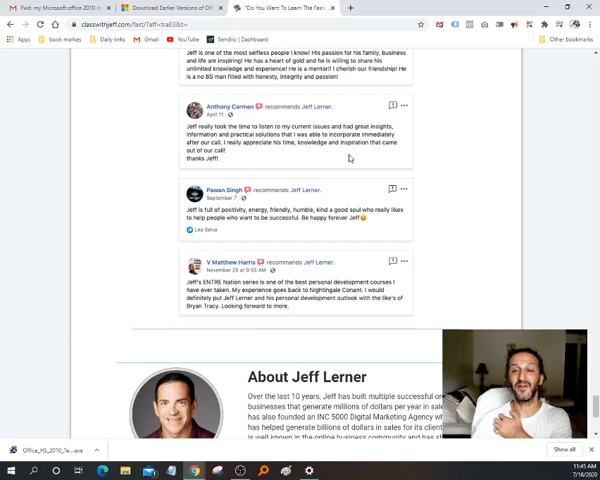 Fwd: my Microsoft office 2010 d
Download Earlier Versions of Off
"Do You Want To Learn The Fast
classwithjeff.com/fast/?aff=tra83&t=
Apps
book markes
Daily links
Gmail
YouTube
Sendiio | Dashboard
Other bookmarks
Jeff is one of the most selfless people I know! His passion for his family, business
and life are inspiring! He has a heart of gold and he is willing to share his
unlimited knowledge and experience! He is a mentor! I cherish our friendship! He
is a no BS man filled with honesty, integrity and passion!
Anthony Carmen recommends Jeff Lerner.
April 11
Jeff really took the time to listen to my current issues and had great insights,
information and practical solutions that I was able to incorporate immediately
after our call. I really appreciate his time, knowledge and inspiration that came
out of our call!
thanks Jeff!
Pawan Singh recommends Jeff Lerner.
September 7
Jeff is full of positivity, energy, friendly, humble, kind a good soul who really likes
to help people who want to be successful. Be happy forever Jeff
Lea Selva
V Matthew Harris recommends Jeff Lerner.
November 25 at 9:55 AM
Jeff's ENTRE Nation series is one of the best personal development courses I
have ever taken. My experience goes back to Nightingale Conant. I would
definitely put Jeff Lerner and his personal development outlook with the like's of
Bryan Tracy. Looking forward to more.
About Jeff Lerner
Over the last 10 years, Jeff has built multiple successful on
businesses that generate millions of dollars per year in sale
has also founded an INC 5000 Digital Marketing Agency wh
has helped generate billions of dollars in sales for its client
is well known in the online business community and has st
Office_HS_2010_Te....exe
Show all
11:45 AM
7/16/2020